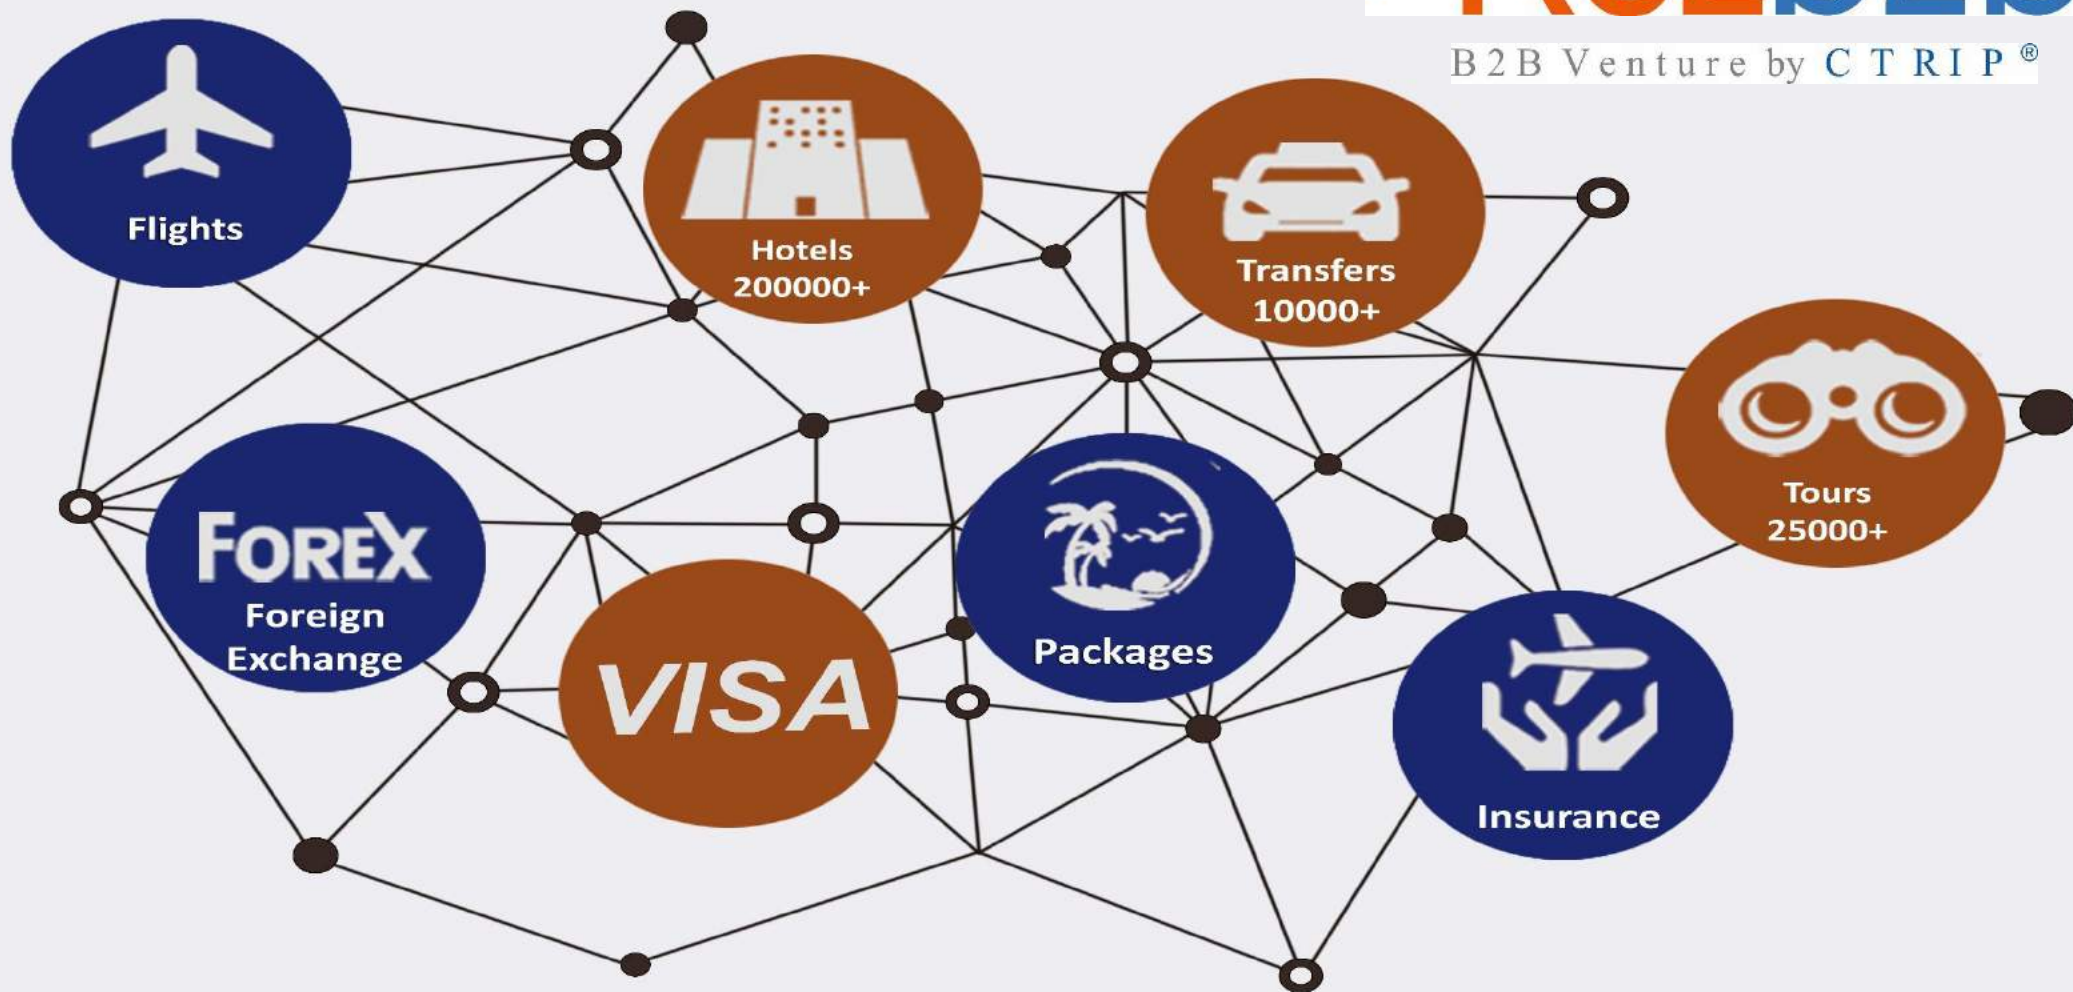 B2B Venture by CTRIP®
Flights
Hotels
200000+
Transfers
10000+
Tours
25000+
FOREX
Foreign
Exchange
VISA
Packages
Insurance